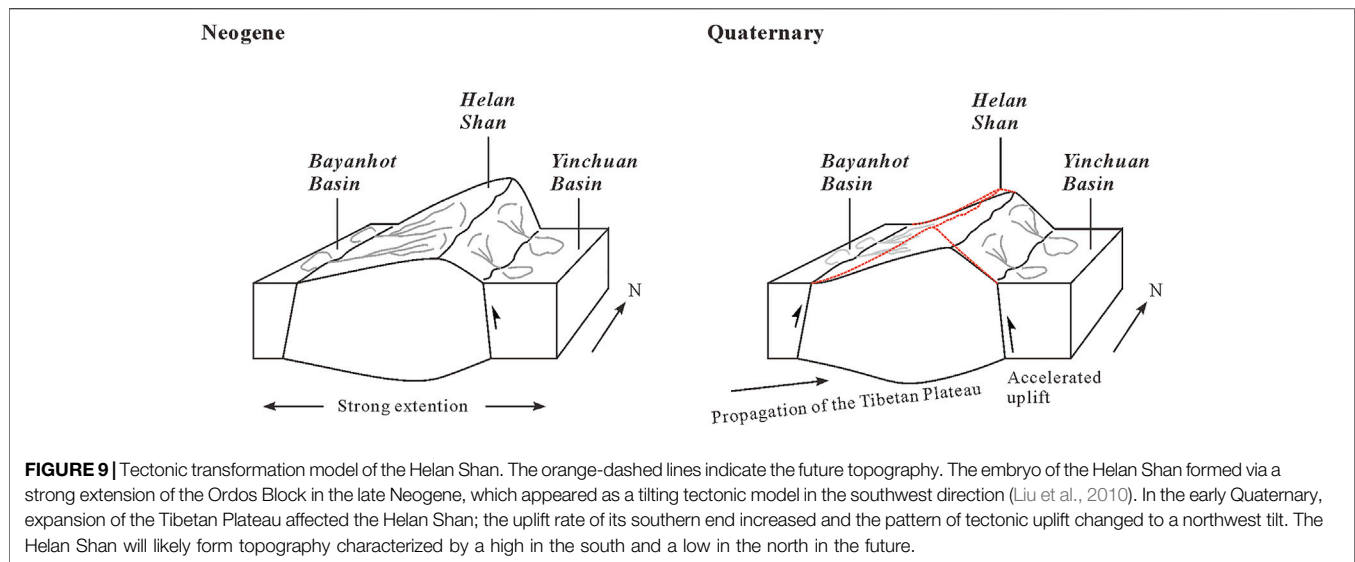 Neogene
Quaternary
Helan
Shan
Bayanhot
Basin
Yinchuan
Basin
N
Strong extention
Helan
Shan
Bayanhot
Basin
Yinchuan
Basin
N
Propagation of the Tibetan Plateau
Accelerated
uplift
FIGURE 9 | Tectonic transformation model of the Helan Shan. The orange-dashed lines indicate the future topography. The embryo of the Helan Shan formed via a
strong extension of the Ordos Block in the late Neogene, which appeared as a tilting tectonic model in the southwest direction (Liu et al., 2010). In the early Quaternary,
expansion of the Tibetan Plateau affected the Helan Shan; the uplift rate of its southern end increased and the pattern of tectonic uplift changed to a northwest tilt. The
Helan Shan will likely form topography characterized by a high in the south and a low in the north in the future.